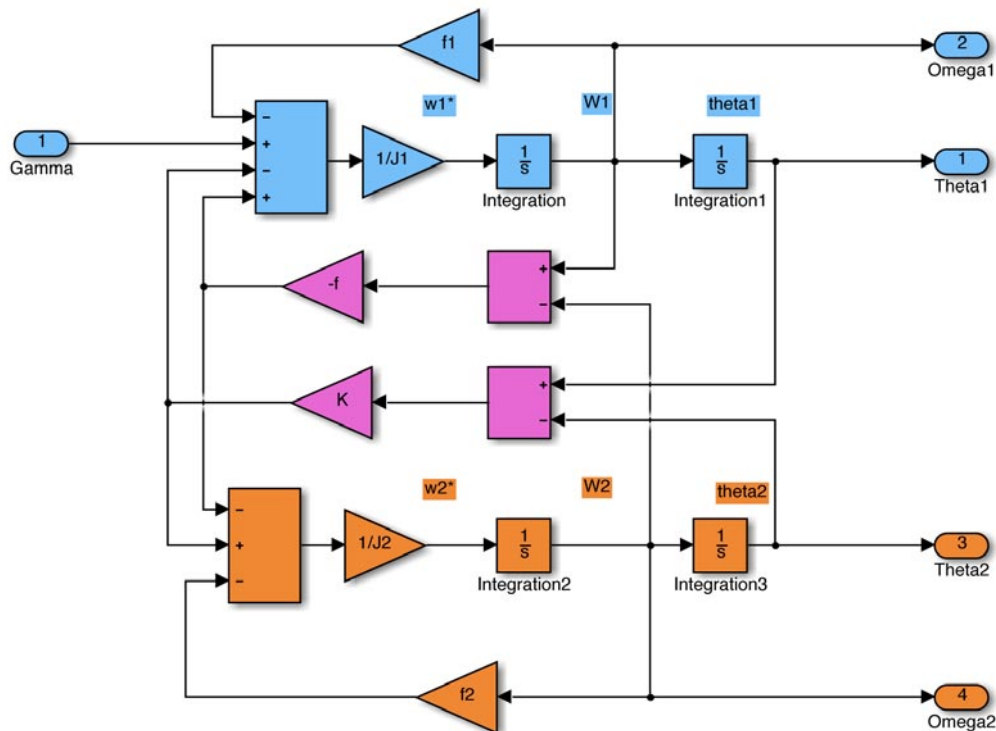 f1
2
Omega1
w1*
W1
theta1
−
+
−
+
1
Gamma
1/J1
1
s
Integration
1
s
Integration1
1
Theta1
-f
+
−
K
+
−
w2*
W2
theta2
−
+
−
1/J2
1
s
Integration2
1
s
Integration3
3
Theta2
f2
4
Omega2